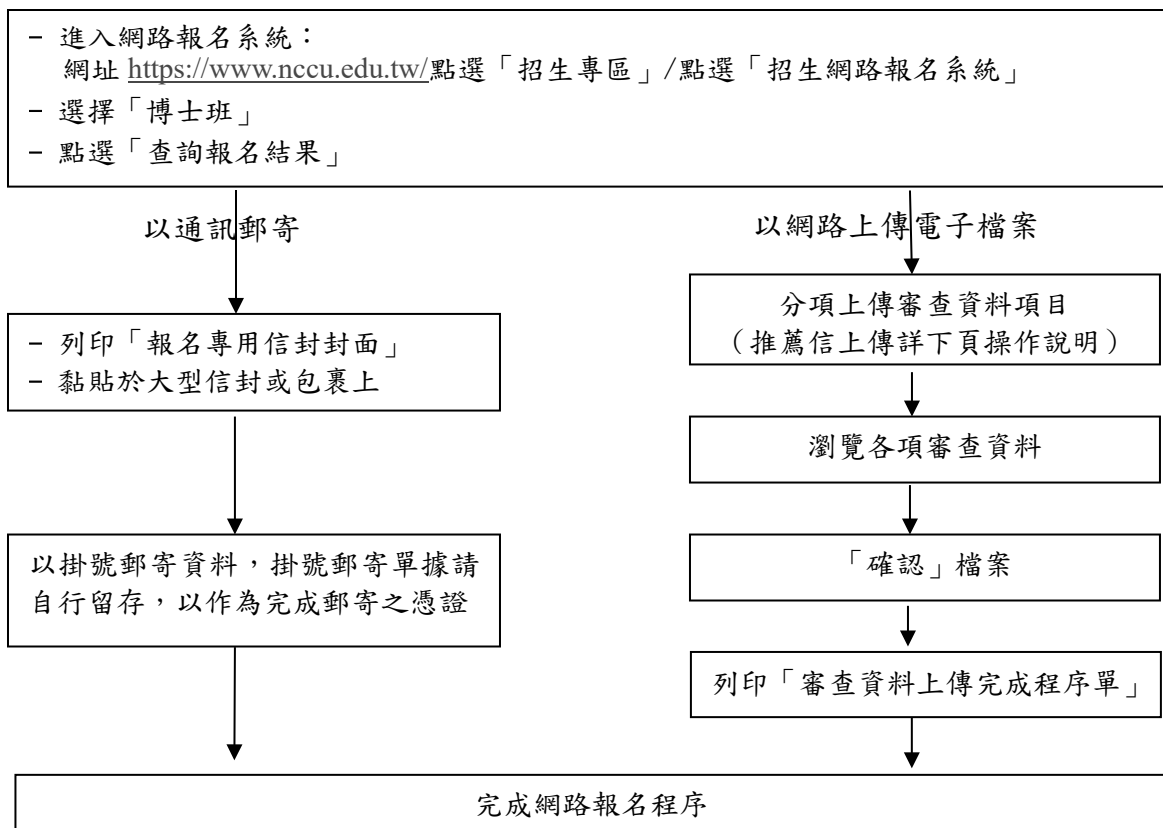 – 進入網路報名系統：
網址 https://www.nccu.edu.tw/點選「招生專區」/點選「招生網路報名系統」
– 選擇「博士班」
– 點選「查詢報名結果」
以通訊郵寄
– 列印「報名專用信封封面」
– 黏貼於大型信封或包裹上
以掛號郵寄資料，掛號郵寄單據請
自行留存，以作為完成郵寄之憑證
以網路上傳電子檔案
分項上傳審查資料項目
（推薦信上傳詳下頁操作說明）
瀏覽各項審查資料
「確認」檔案
列印「審查資料上傳完成程序單」
完成網路報名程序